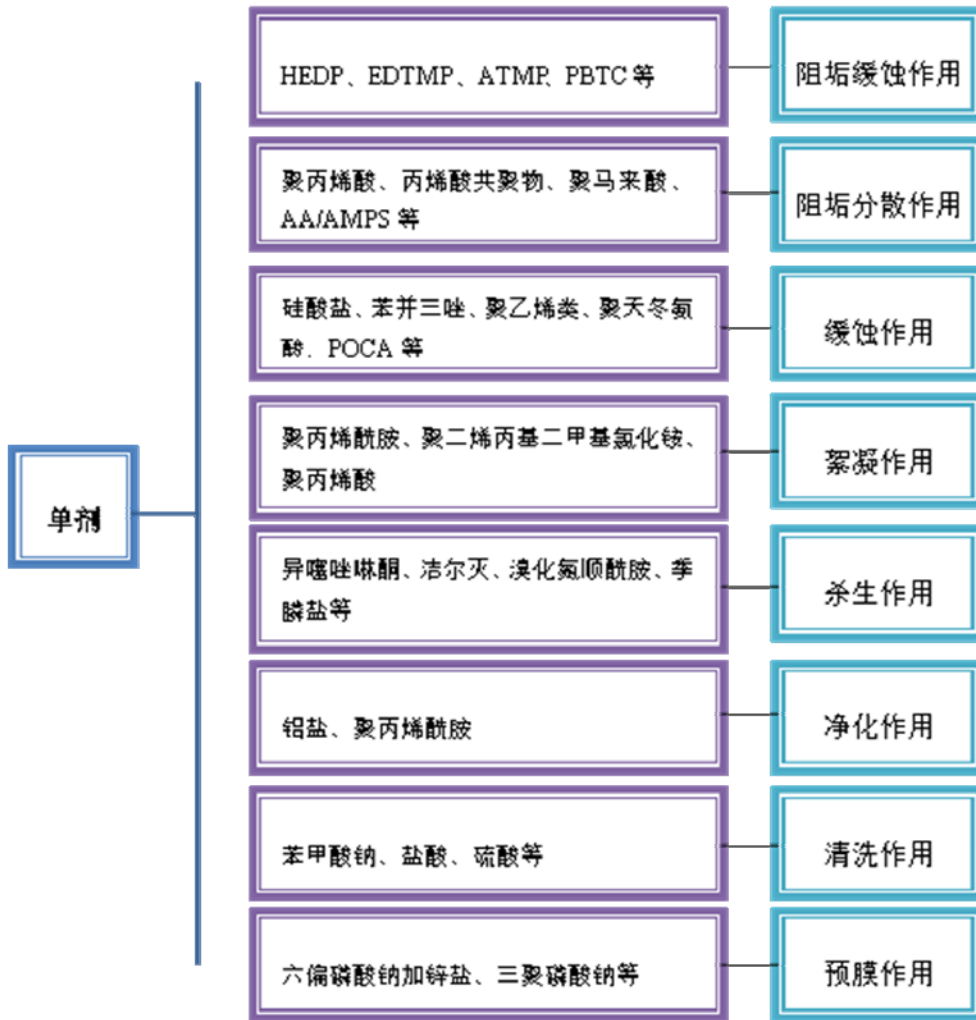 HEDP、EDTMP、ATMP、PBTC 等
阻垢缓蚀作用
聚丙烯酸、丙烯酸共聚物、聚马来酸、
AA/AMPS 等
阻垢分散作用
硅酸盐、苯并三唑、聚乙烯类、聚天冬氨
酸、POCA 等
缓蚀作用
聚丙烯酰胺、聚二烯丙基二甲基氯化铵、
聚丙烯酸
絮凝作用
单剂
异噻唑啉酮、洁尔灭、溴化氮顺酰胺、季
膦盐等
杀生作用
铝盐、聚丙烯酰胺
净化作用
苯甲酸钠、盐酸、硫酸等
清洗作用
六偏磷酸钠加锌盐、三聚磷酸钠等
预膜作用